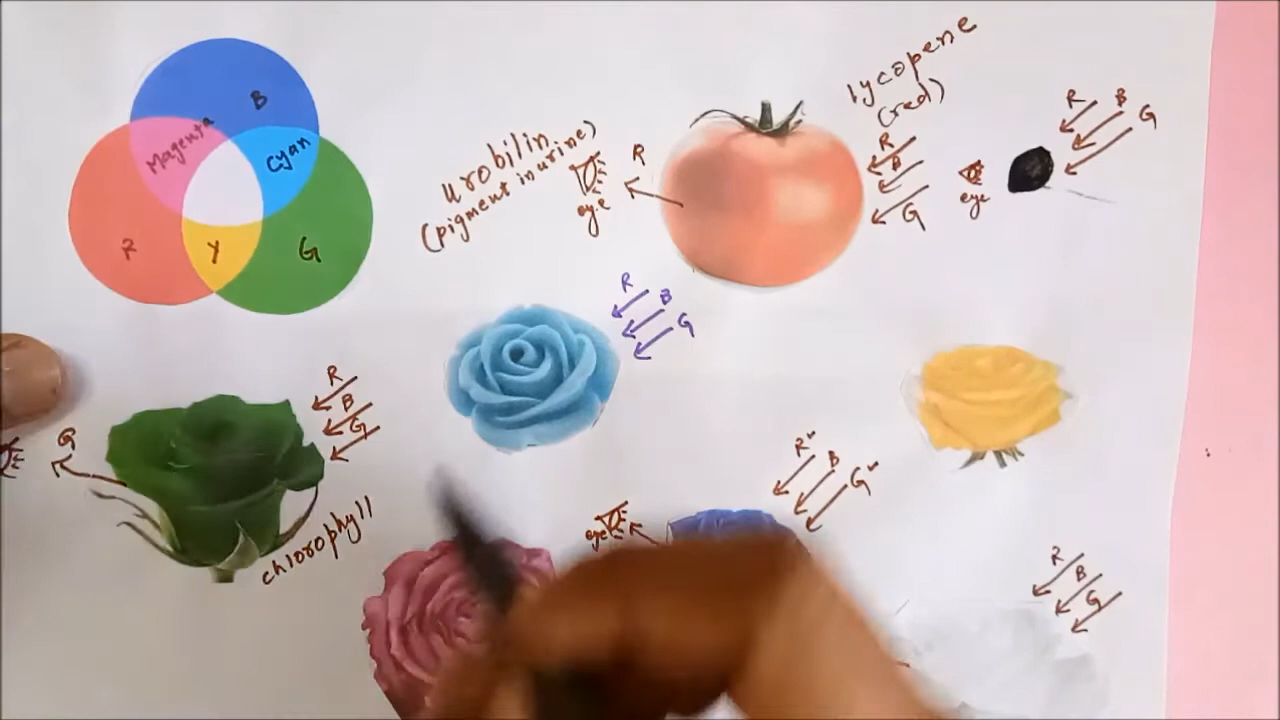 B
Magenta
Cyan
R
Y
G
urobilin
(pigment in urine)
eye
R
lycopene
(red)
R
B
G
eye
R
B
G
R
B
G
R
B
G
G
chlorophyll
eye
R
B
G
R
B
G